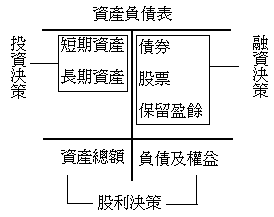 資產負債表
投資決策
短期資產
長期資產
債券
股票
保留盈餘
融資決策
資產總額
負債及權益
股利決策